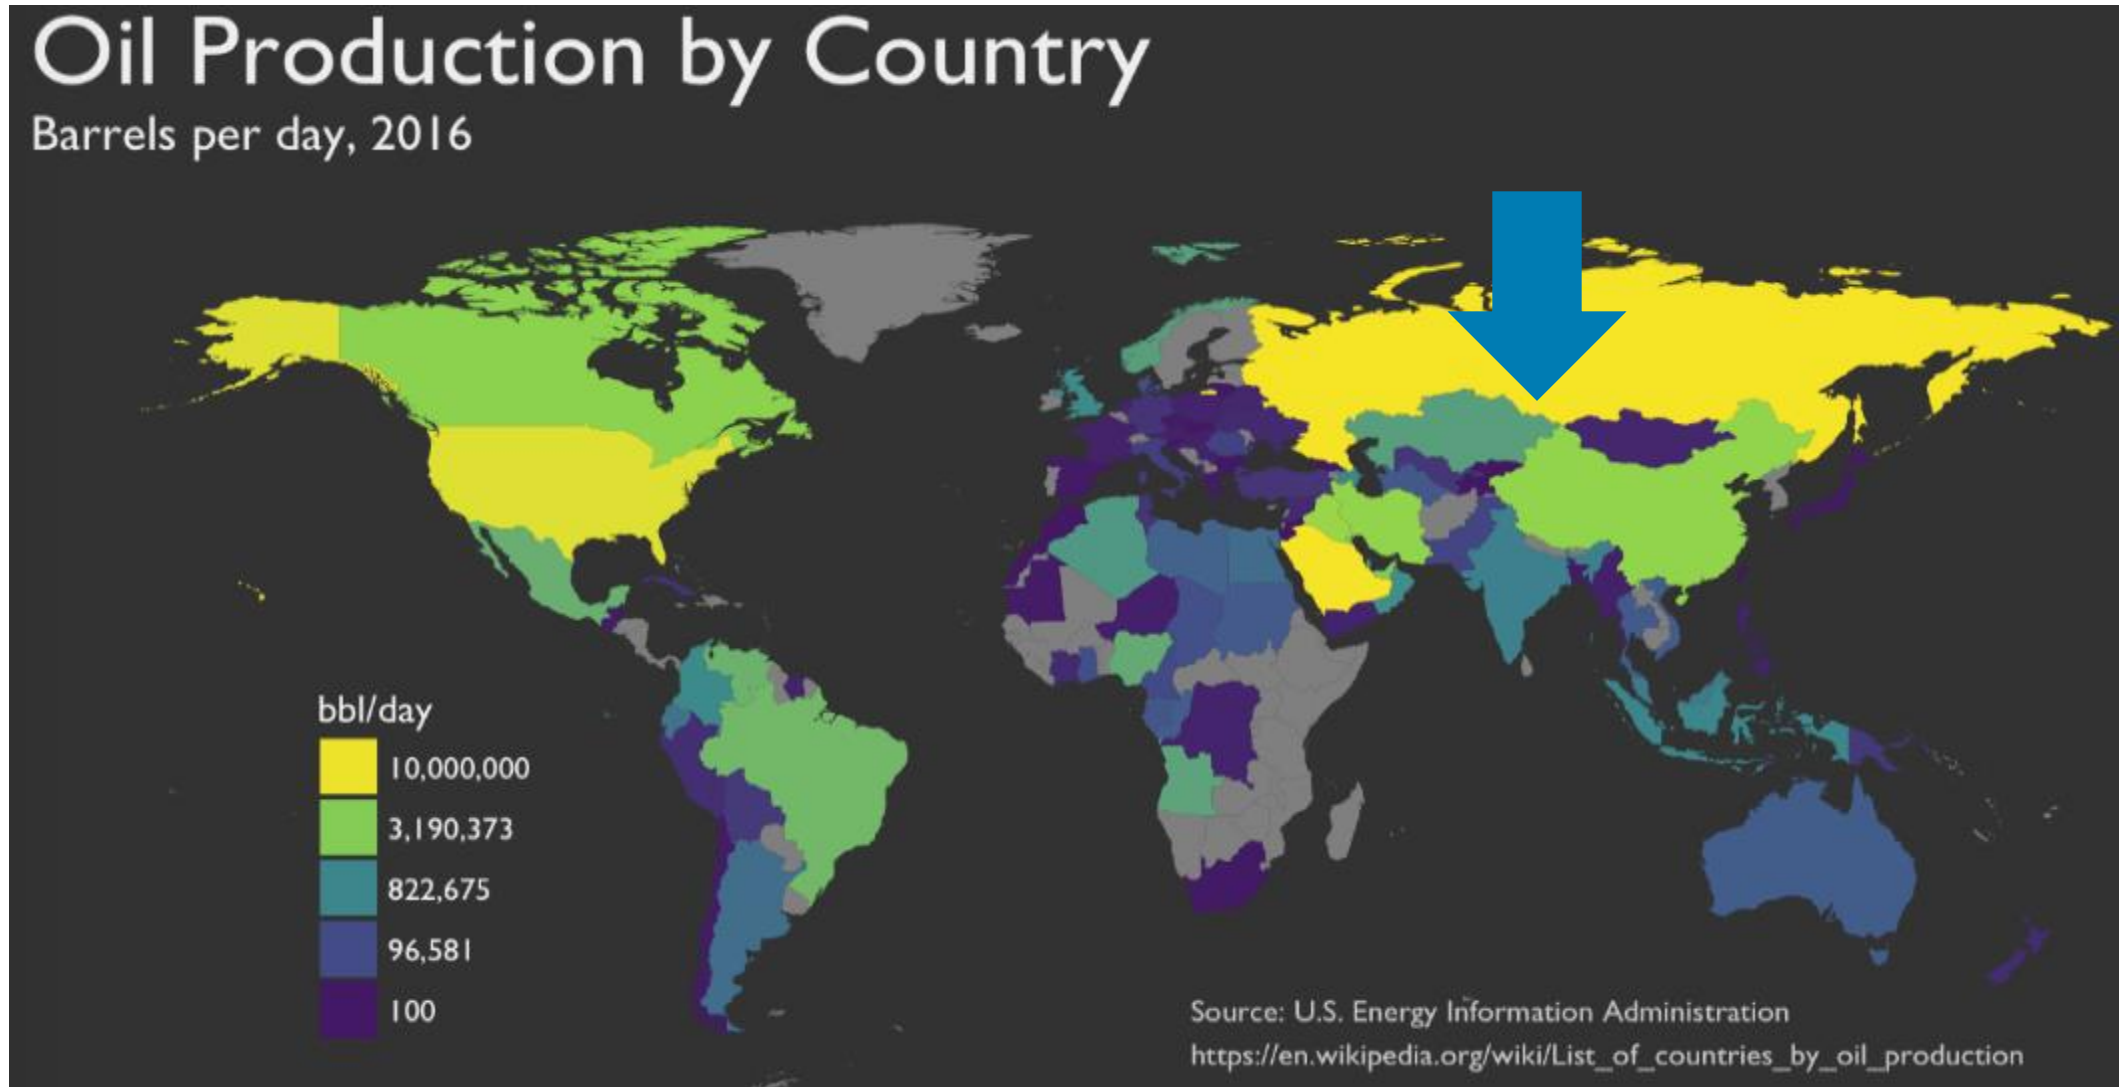 Oil Production by Country
Barrels per day, 2016
bbl/day
10,000,000
3,190,373
822,675
96,581
100
Source: U.S. Energy Information Administration
https://en.wikipedia.org/wiki/List_of_countries_by_oil_production